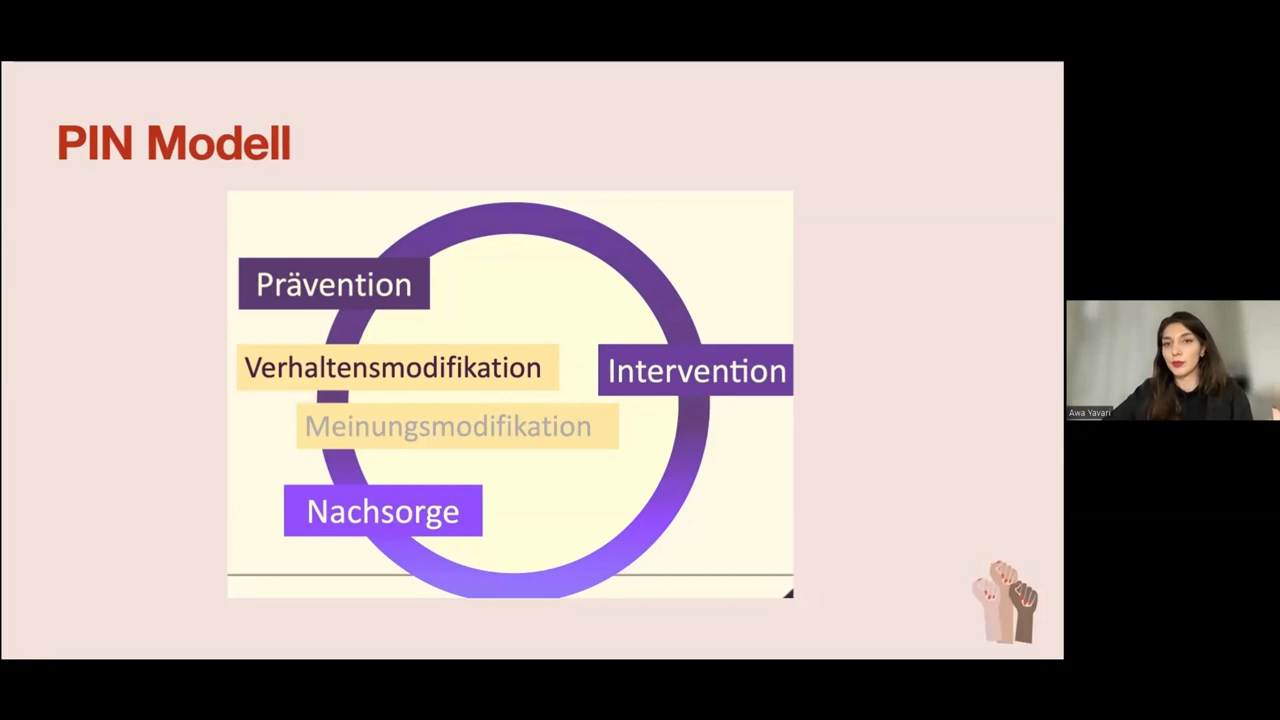 PIN Modell
Prävention
Verhaltensmodifikation
Intervention
Meinungsmodifikation
Nachsorge
Awa Yavari